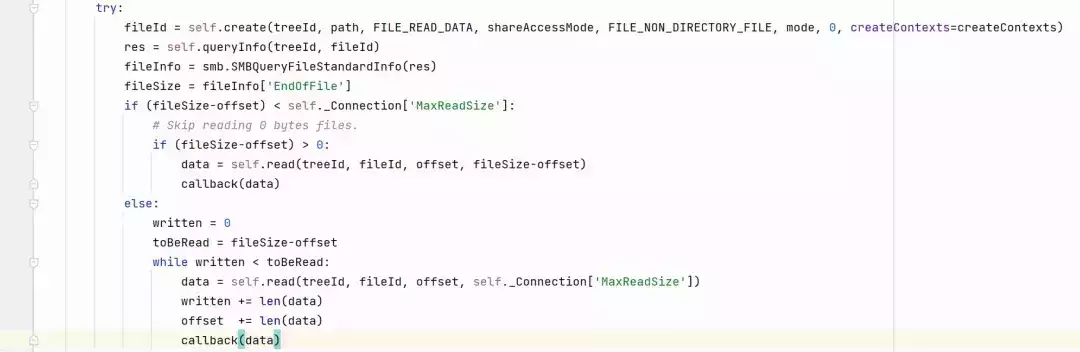 try:
    fileId = self.create(treeId, path, FILE_READ_DATA, shareAccessMode, FILE_NON_DIRECTORY_FILE, mode, 0, createContexts=createContexts)
    res = self.queryInfo(treeId, fileId)
    fileInfo = smb.SMBQueryFileStandardInfo(res)
    fileSize = fileInfo['EndOfFile']
    if (fileSize-offset) < self._Connection['MaxReadSize']:
        # Skip reading 0 bytes files.
        if (fileSize-offset) > 0:
            data = self.read(treeId, fileId, offset, fileSize-offset)
            callback(data)
    else:
        written = 0
        toBeRead = fileSize-offset
        while written < toBeRead:
            data = self.read(treeId, fileId, offset, self._Connection['MaxReadSize'])
            written += len(data)
            offset  += len(data)
            callback(data)